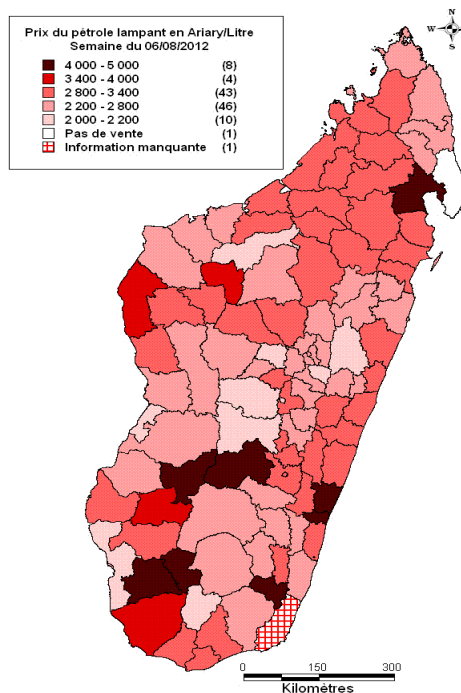 Prix du pétrole lampant en Ariary/Litre
Semaine du 06/08/2012
4 000 - 5 000 (8)
3 400 - 4 000 (4)
2 800 - 3 400 (43)
2 200 - 2 800 (46)
2 000 - 2 200 (10)
Pas de vente (1)
Information manquante (1)
N
W E
S
0 150 300
Kilomètres